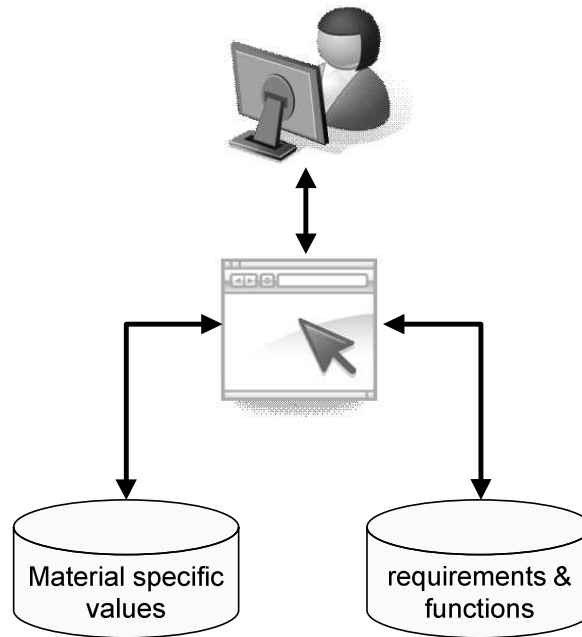 Material specific
values
requirements &
functions